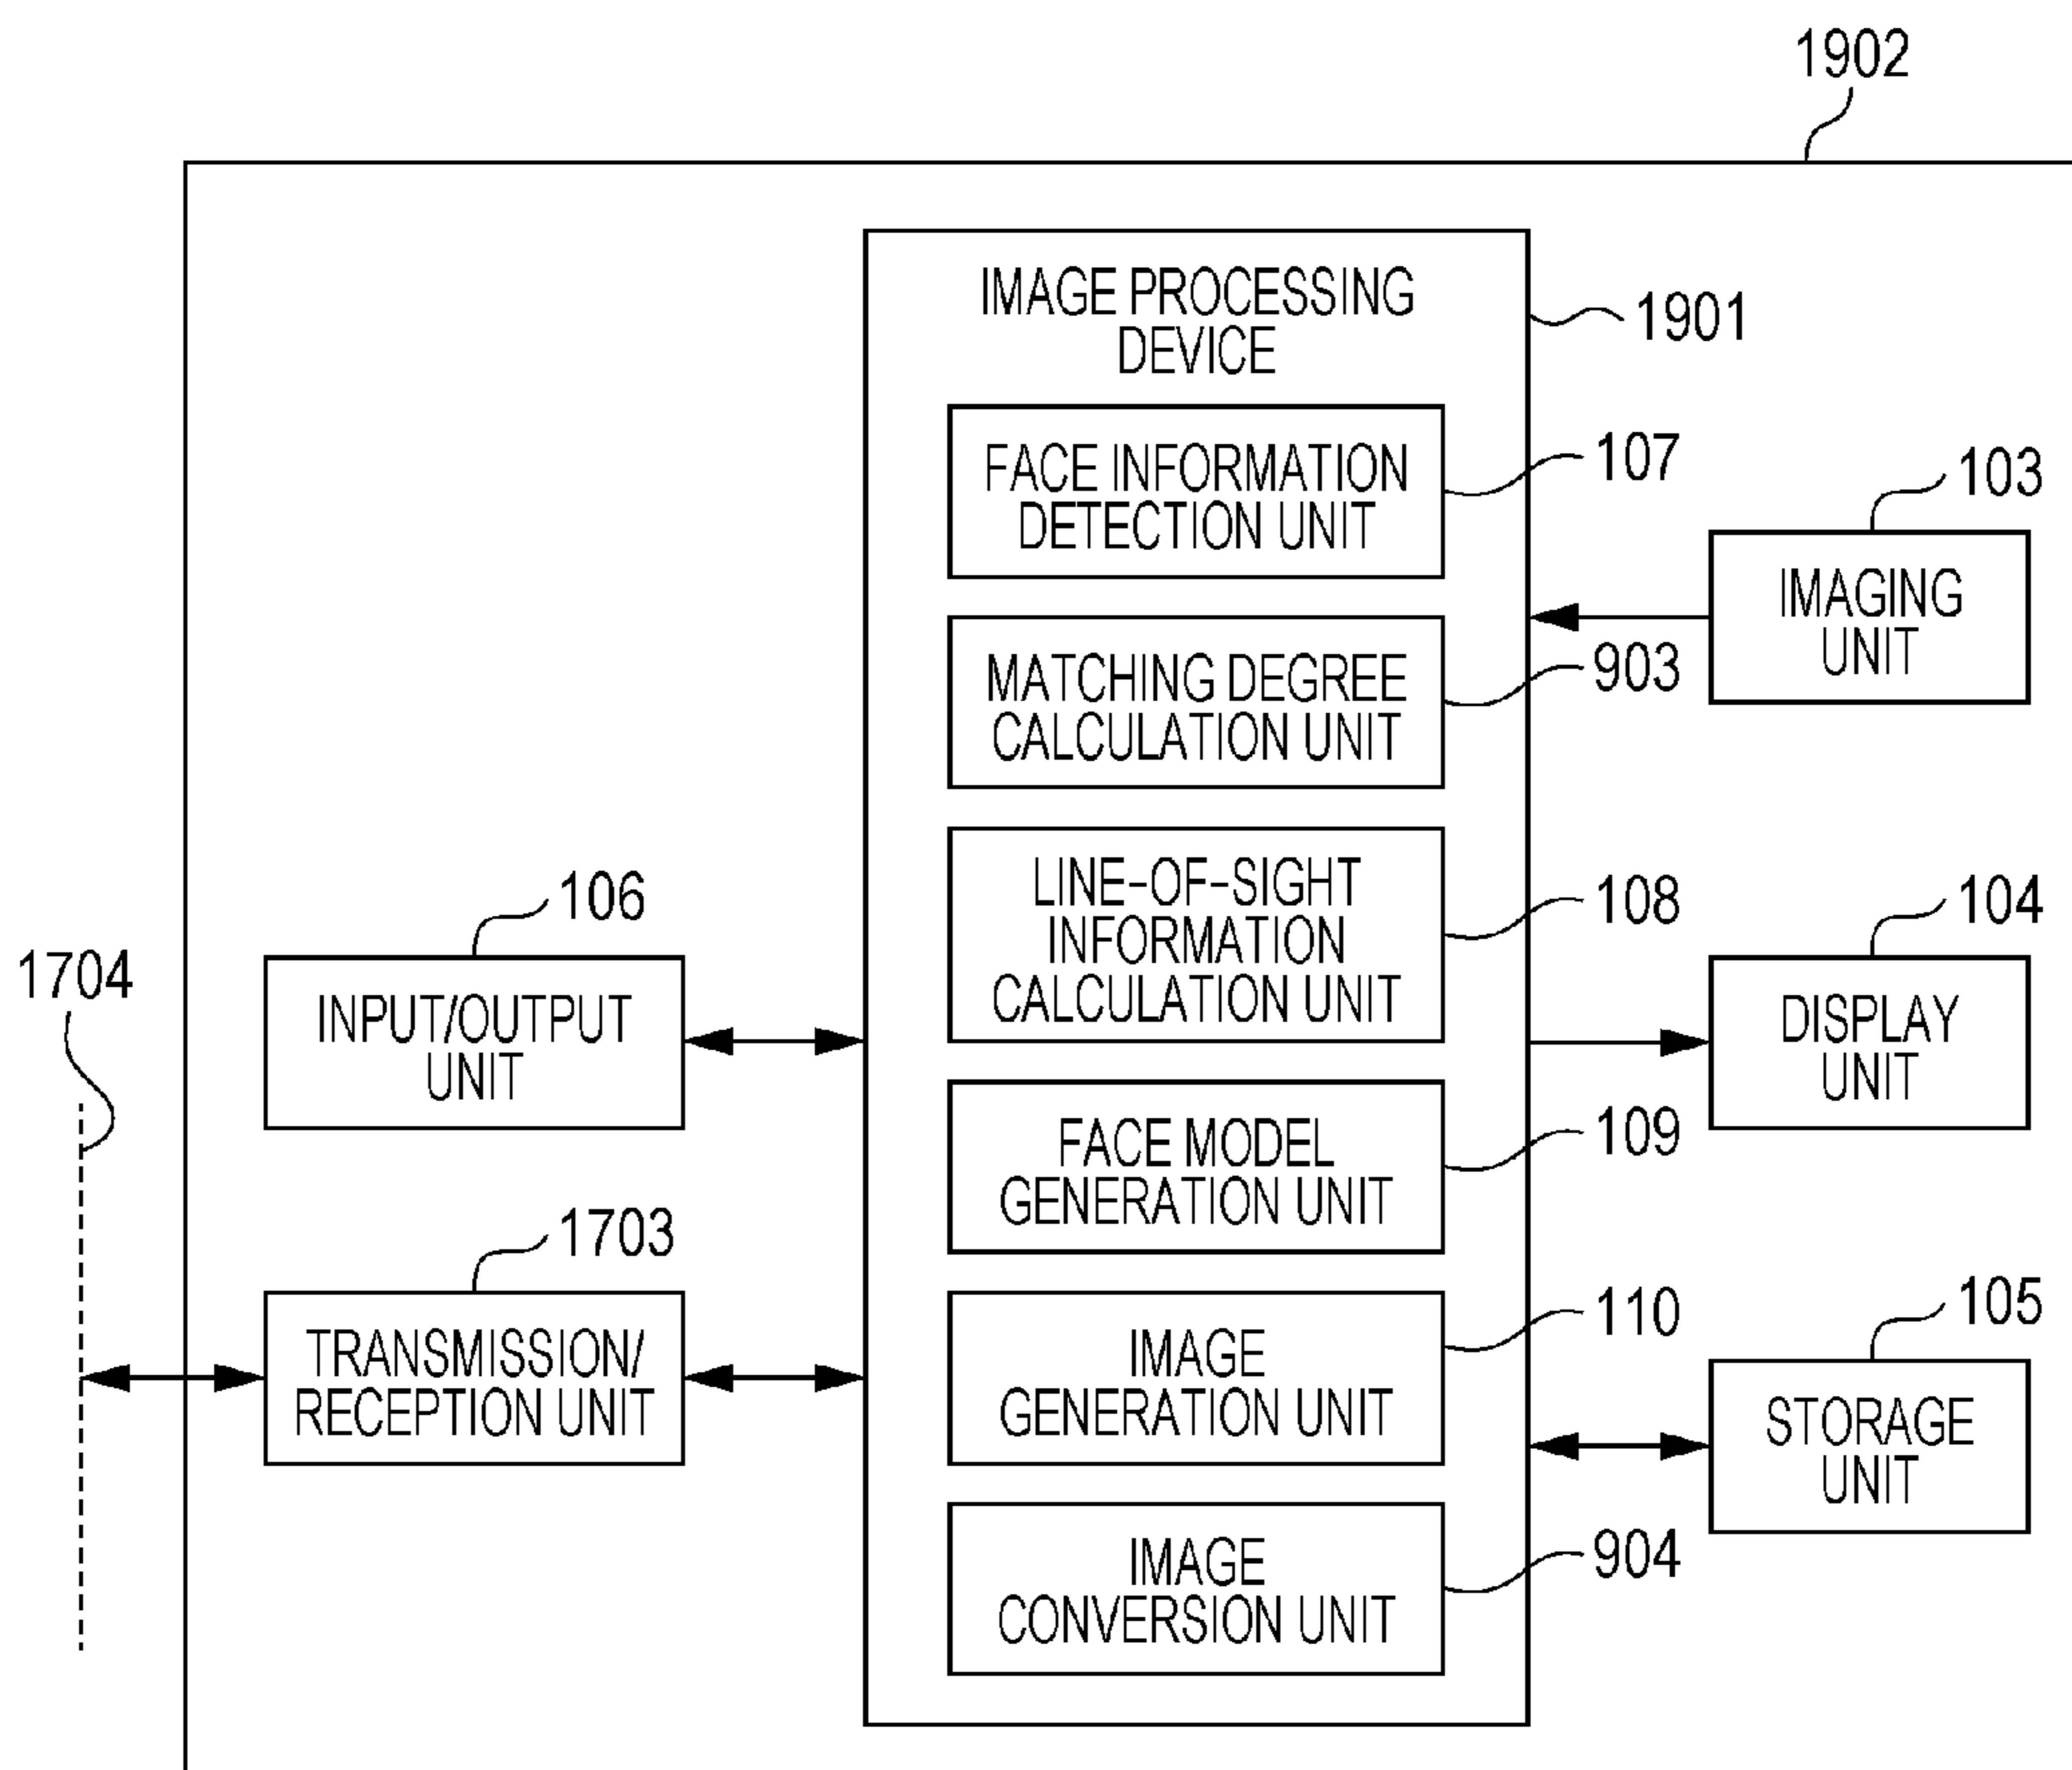 1902
IMAGE PROCESSING
DEVICE
1901
FACE INFORMATION
DETECTION UNIT
107
103
IMAGING
UNIT
MATCHING DEGREE
CALCULATION UNIT
903
LINE-OF-SIGHT
INFORMATION
CALCULATION UNIT
108
106
INPUT/OUTPUT
UNIT
104
DISPLAY
UNIT
1704
FACE MODEL
GENERATION UNIT
109
1703
TRANSMISSION/
RECEPTION UNIT
IMAGE
GENERATION UNIT
110
105
STORAGE
UNIT
IMAGE
CONVERSION UNIT
904